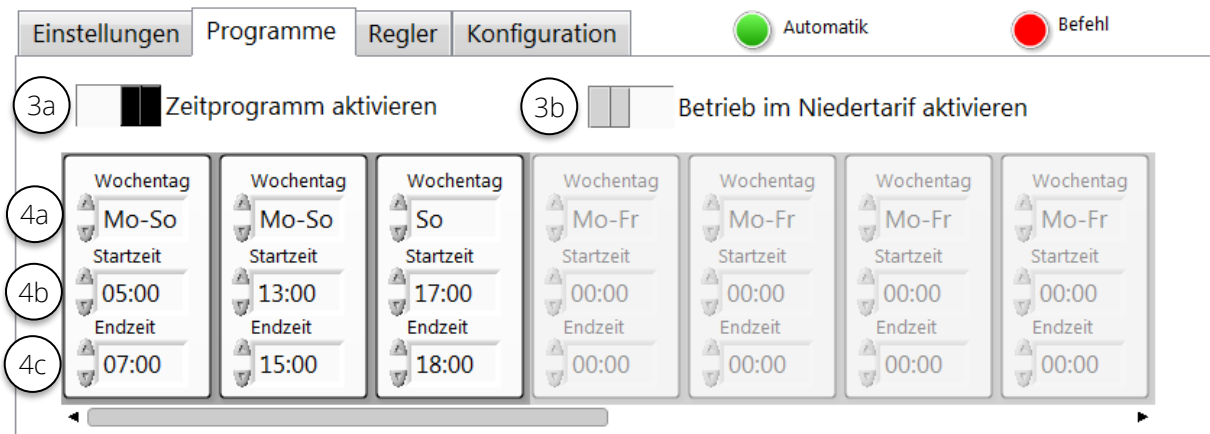 Einstellungen Programme Regler Konfiguration Automatik Befehl
3a Zeitprogramm aktivieren 3b Betrieb im Niedertarif aktivieren
Wochentag Wochentag Wochentag Wochentag Wochentag Wochentag Wochentag
4a Mo-So Mo-So So Mo-Fr Mo-Fr Mo-Fr Mo-Fr
Startzeit Startzeit Startzeit Startzeit Startzeit Startzeit Startzeit
4b 05:00 13:00 17:00 00:00 00:00 00:00 00:00
Endzeit Endzeit Endzeit Endzeit Endzeit Endzeit Endzeit
4c 07:00 15:00 18:00 00:00 00:00 00:00 00:00